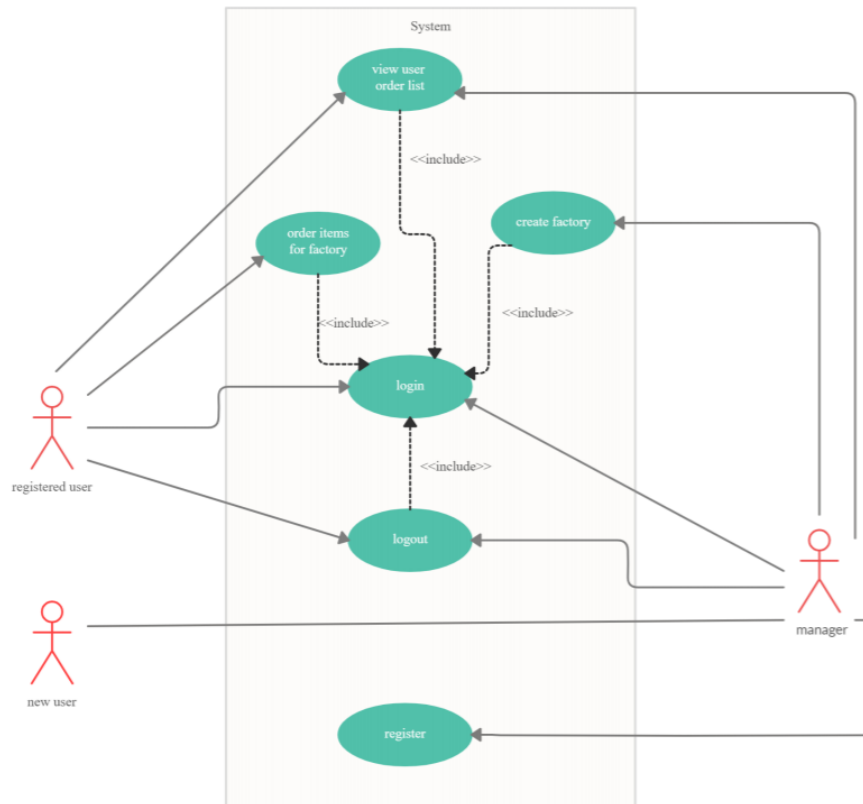 System
view user
order list
<<include>>
order items
for factory
create factory
<<include>>
<<include>>
login
registered user
<<include>>
logout
manager
new user
register